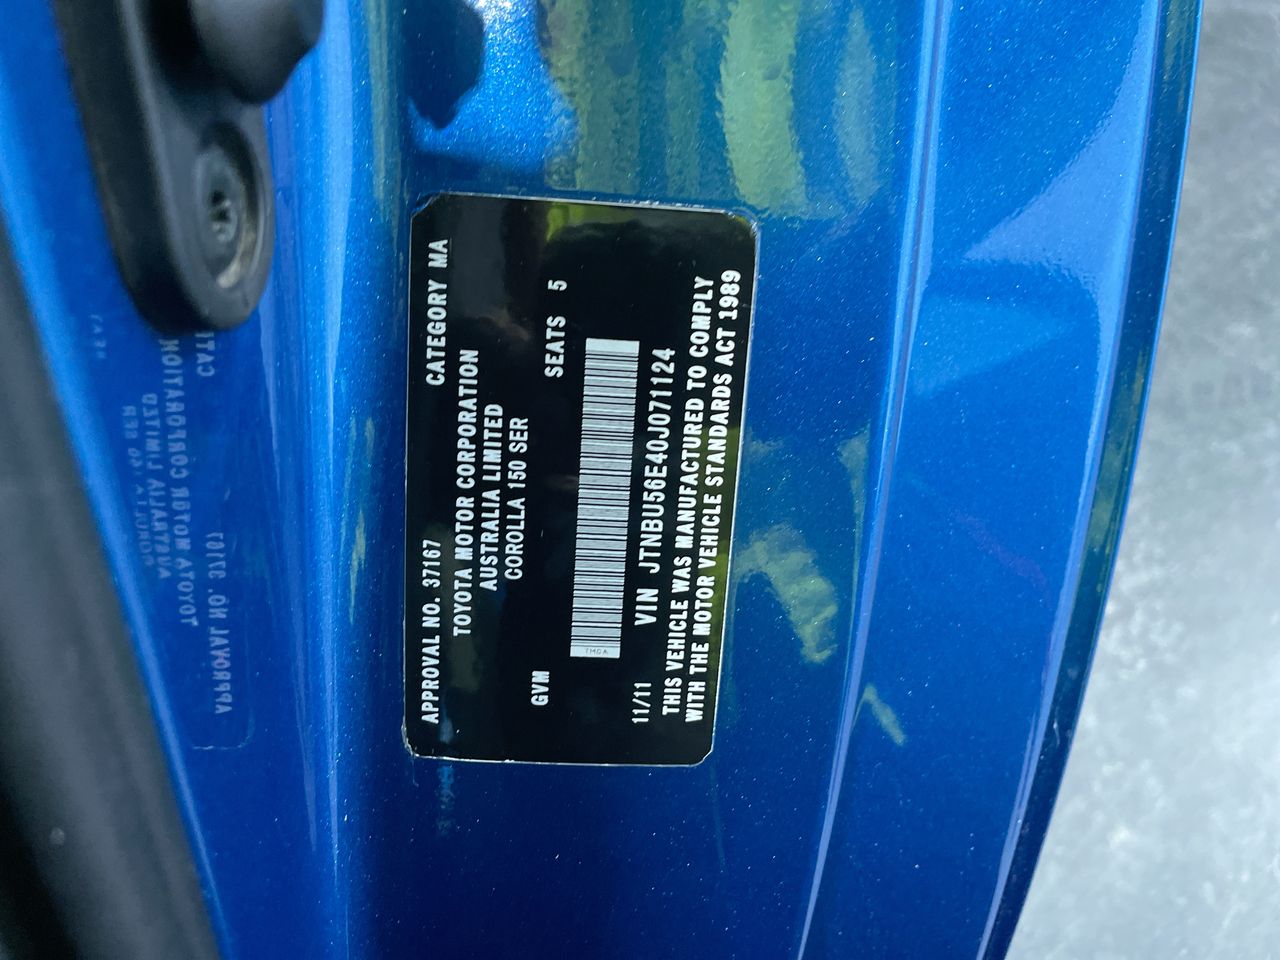 APPROVAL NO. 37167 CATEGORY MA
TOYOTA MOTOR CORPORATION
AUSTRALIA LIMITED
COROLLA 150 SER
GVM SEATS 5
TMCA
11/11 VIN JTNBU56E40J071124
THIS VEHICLE WAS MANUFACTURED TO COMPLY
WITH THE MOTOR VEHICLE STANDARDS ACT 1989